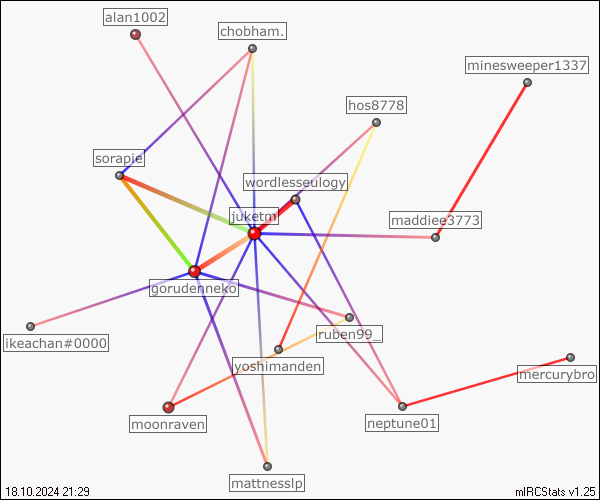 alan1002
chobham.
minesweeper1337
hos8778
sorapie
wordlesseulogy
juketm
maddiee3773
gorudenneko
ikeachan#0000
ruben99_
yoshimanden
mercurybro
moonraven
neptune01
mattnesslp
18.10.2024 21:29
mIRCStats v1.25